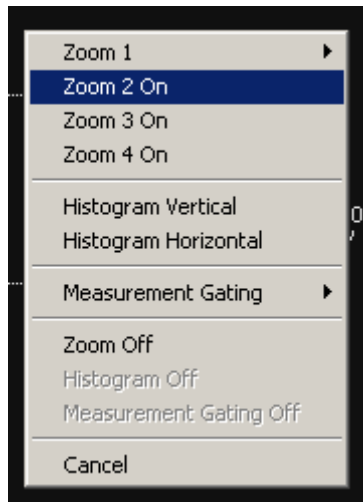 Zoom 1
Zoom 2 On
Zoom 3 On
Zoom 4 On
Histogram Vertical
Histogram Horizontal
Measurement Gating
Zoom Off
Histogram Off
Measurement Gating Off
Cancel